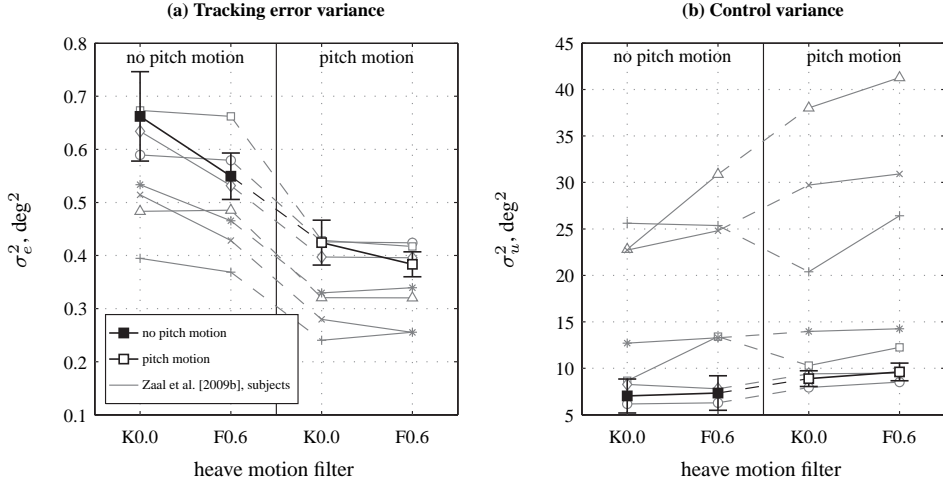 (a) Tracking error variance
0.8
0.7
0.6
0.5
0.4
0.3
0.2
0.1
σ²ₑ, deg²
no pitch motion
pitch motion
no pitch motion
pitch motion
Zaal et al. [2009b], subjects
K0.0 F0.6 K0.0 F0.6
heave motion filter
(b) Control variance
45
40
35
30
25
20
15
10
5
σ²ᵤ, deg²
no pitch motion
pitch motion
K0.0 F0.6 K0.0 F0.6
heave motion filter